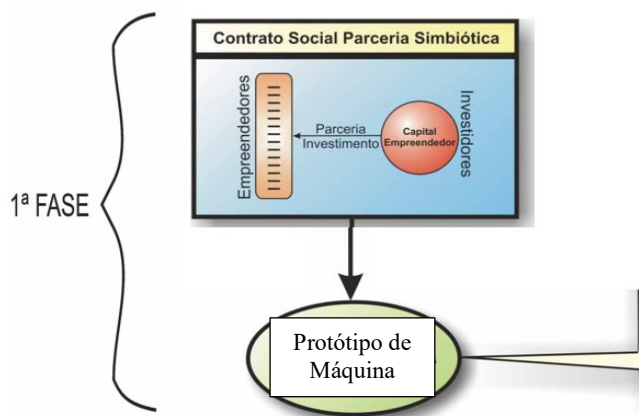 Contrato Social Parceria Simbiótica
Empreendedores
Parceria
Investimento
Capital
Empreendedor
Investidores
1ª FASE
Protótipo de
Máquina